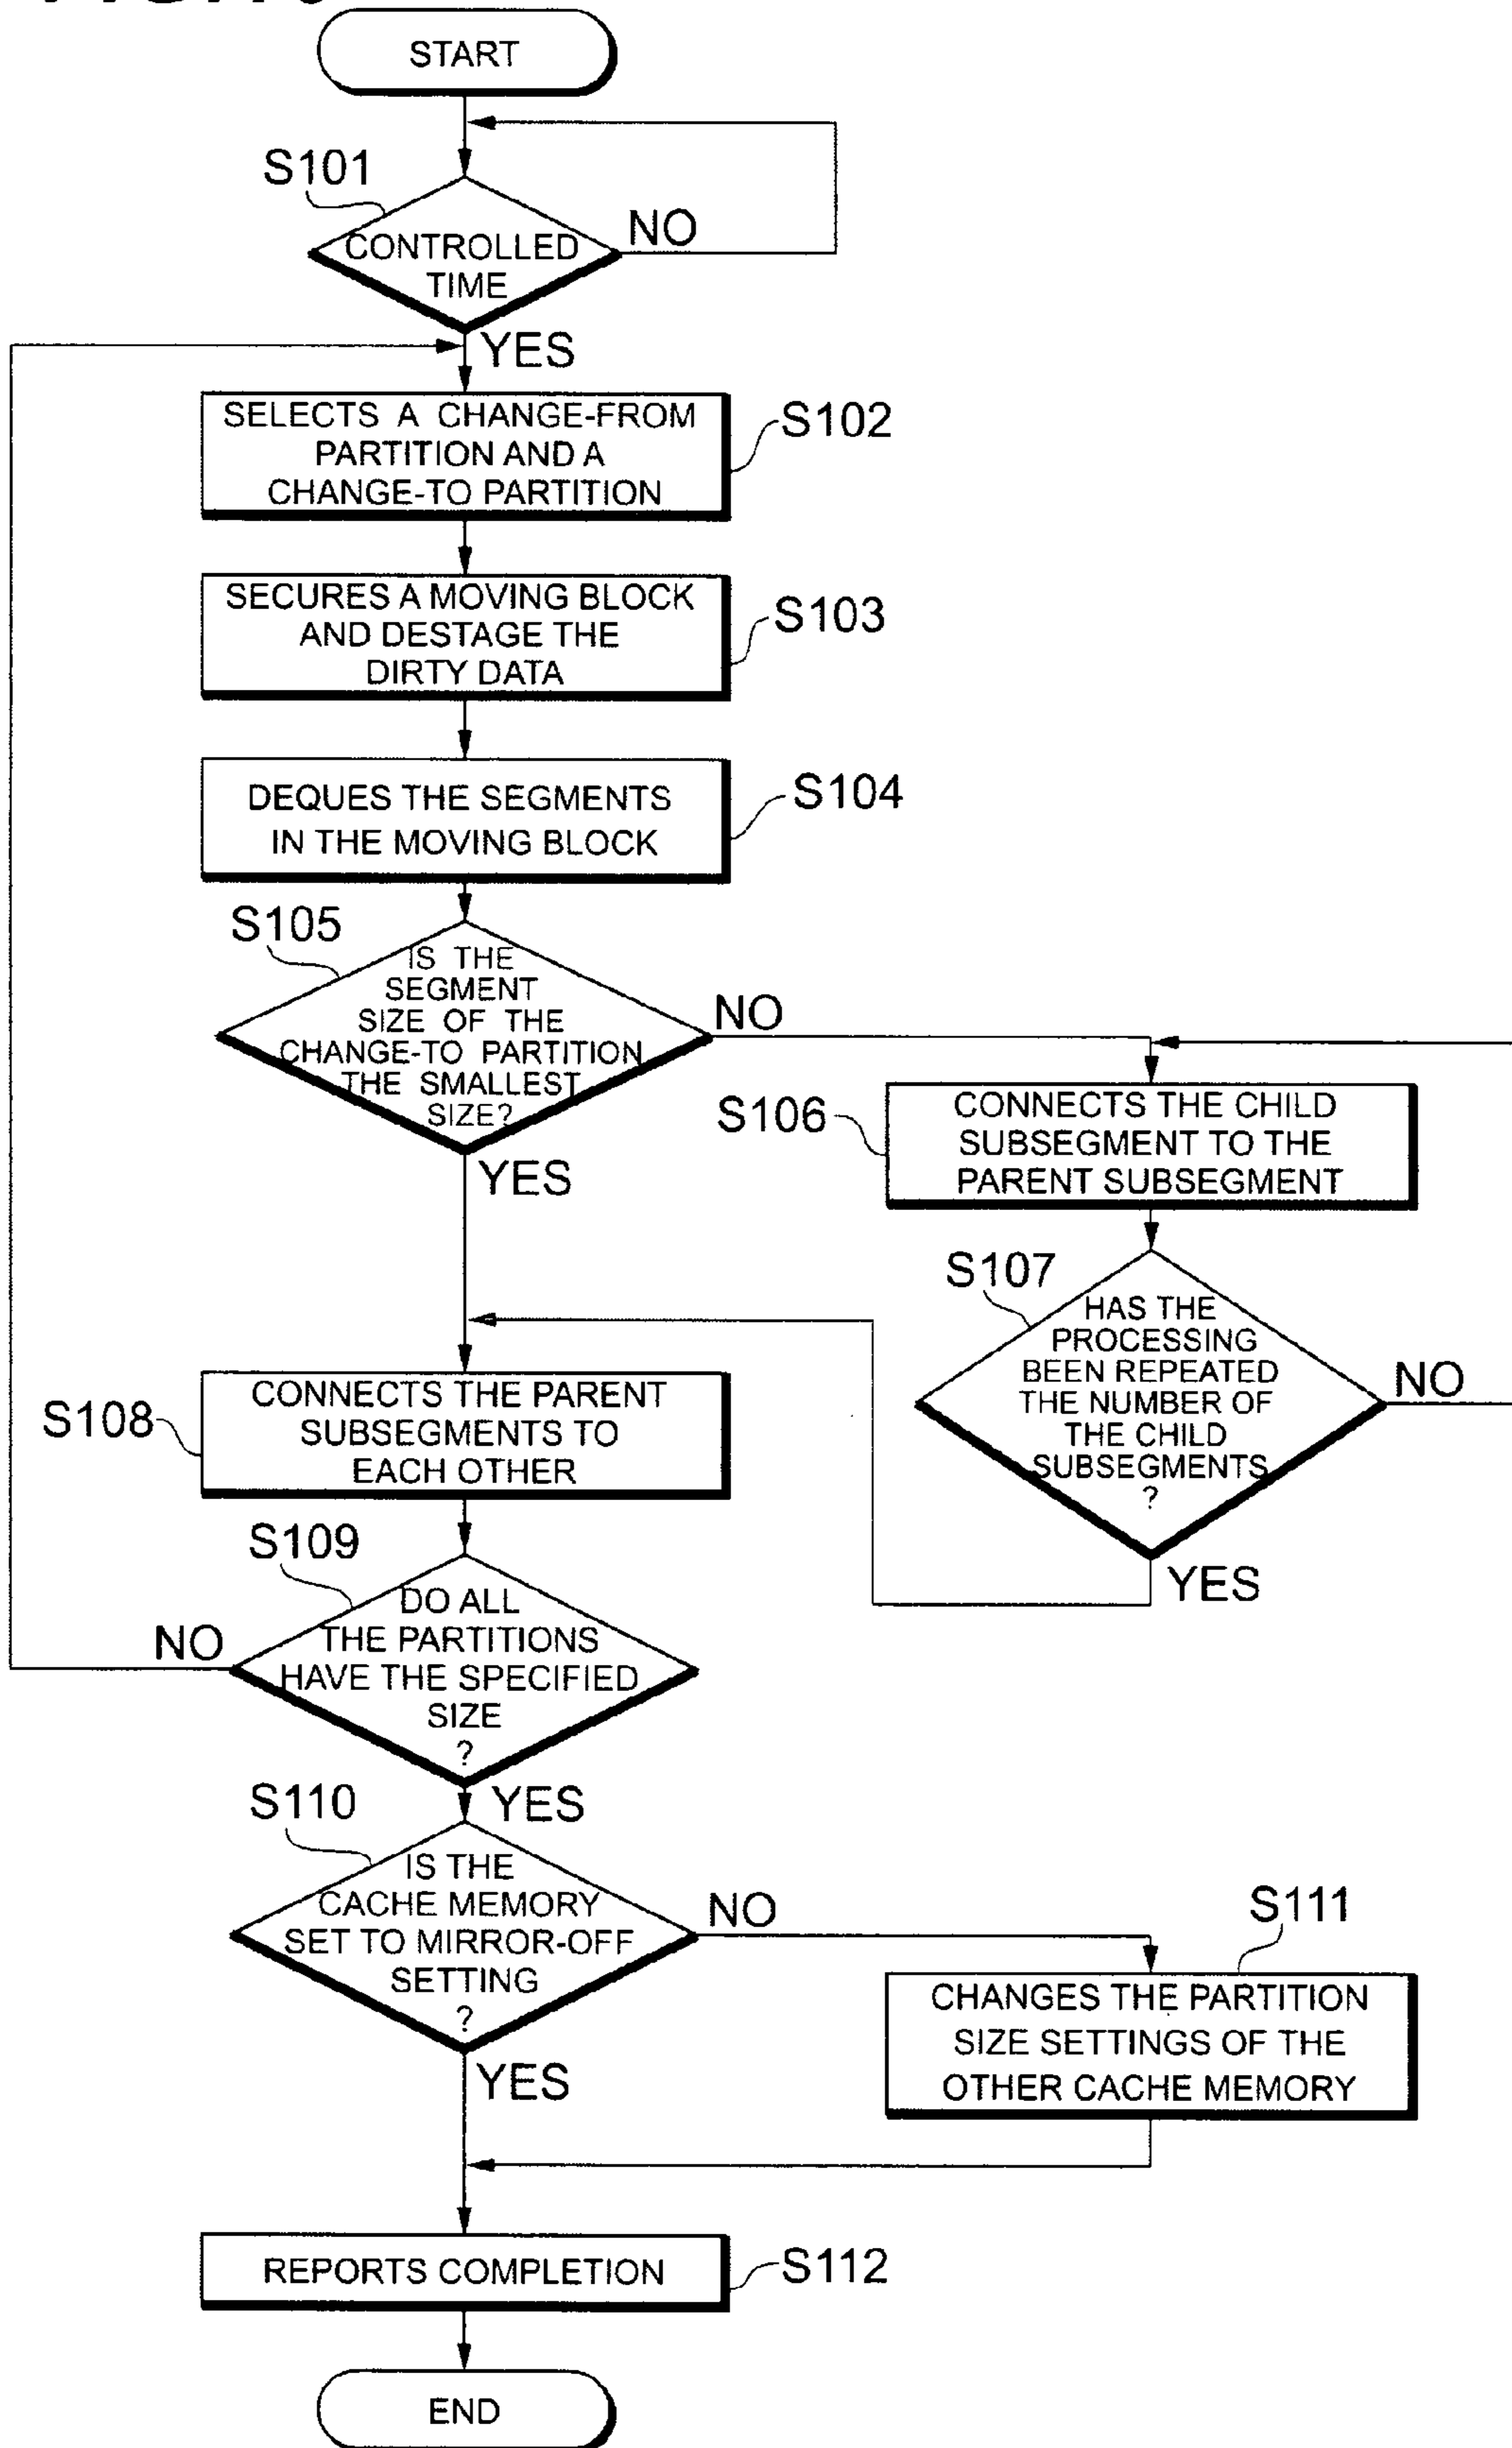 START
S101
CONTROLLED
TIME
NO
YES
SELECTS A CHANGE-FROM
PARTITION AND A
CHANGE-TO PARTITION
S102
SECURES A MOVING BLOCK
AND DESTAGE THE
DIRTY DATA
S103
DEQUES THE SEGMENTS
IN THE MOVING BLOCK
S104
S105
IS THE
SEGMENT
SIZE OF THE
CHANGE-TO PARTITION
THE SMALLEST
SIZE?
NO
YES
S106
CONNECTS THE CHILD
SUBSEGMENT TO THE
PARENT SUBSEGMENT
S107
HAS THE
PROCESSING
BEEN REPEATED
THE NUMBER OF
THE CHILD
SUBSEGMENTS
?
NO
YES
S108
CONNECTS THE PARENT
SUBSEGMENTS TO
EACH OTHER
S109
DO ALL
THE PARTITIONS
HAVE THE SPECIFIED
SIZE
?
NO
YES
S110
IS THE
CACHE MEMORY
SET TO MIRROR-OFF
SETTING
?
NO
YES
S111
CHANGES THE PARTITION
SIZE SETTINGS OF THE
OTHER CACHE MEMORY
REPORTS COMPLETION
S112
END